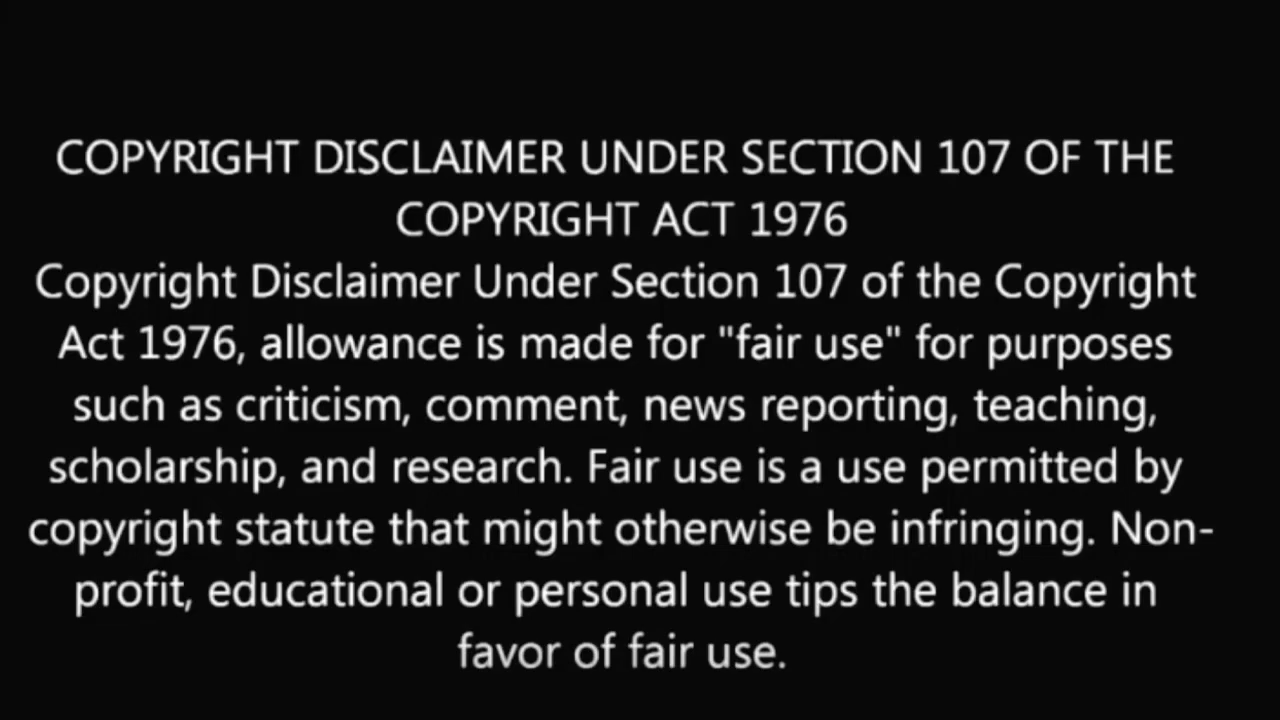 COPYRIGHT DISCLAIMER UNDER SECTION 107 OF THE
COPYRIGHT ACT 1976
Copyright Disclaimer Under Section 107 of the Copyright
Act 1976, allowance is made for "fair use" for purposes
such as criticism, comment, news reporting, teaching,
scholarship, and research. Fair use is a use permitted by
copyright statute that might otherwise be infringing. Non-
profit, educational or personal use tips the balance in
favor of fair use.